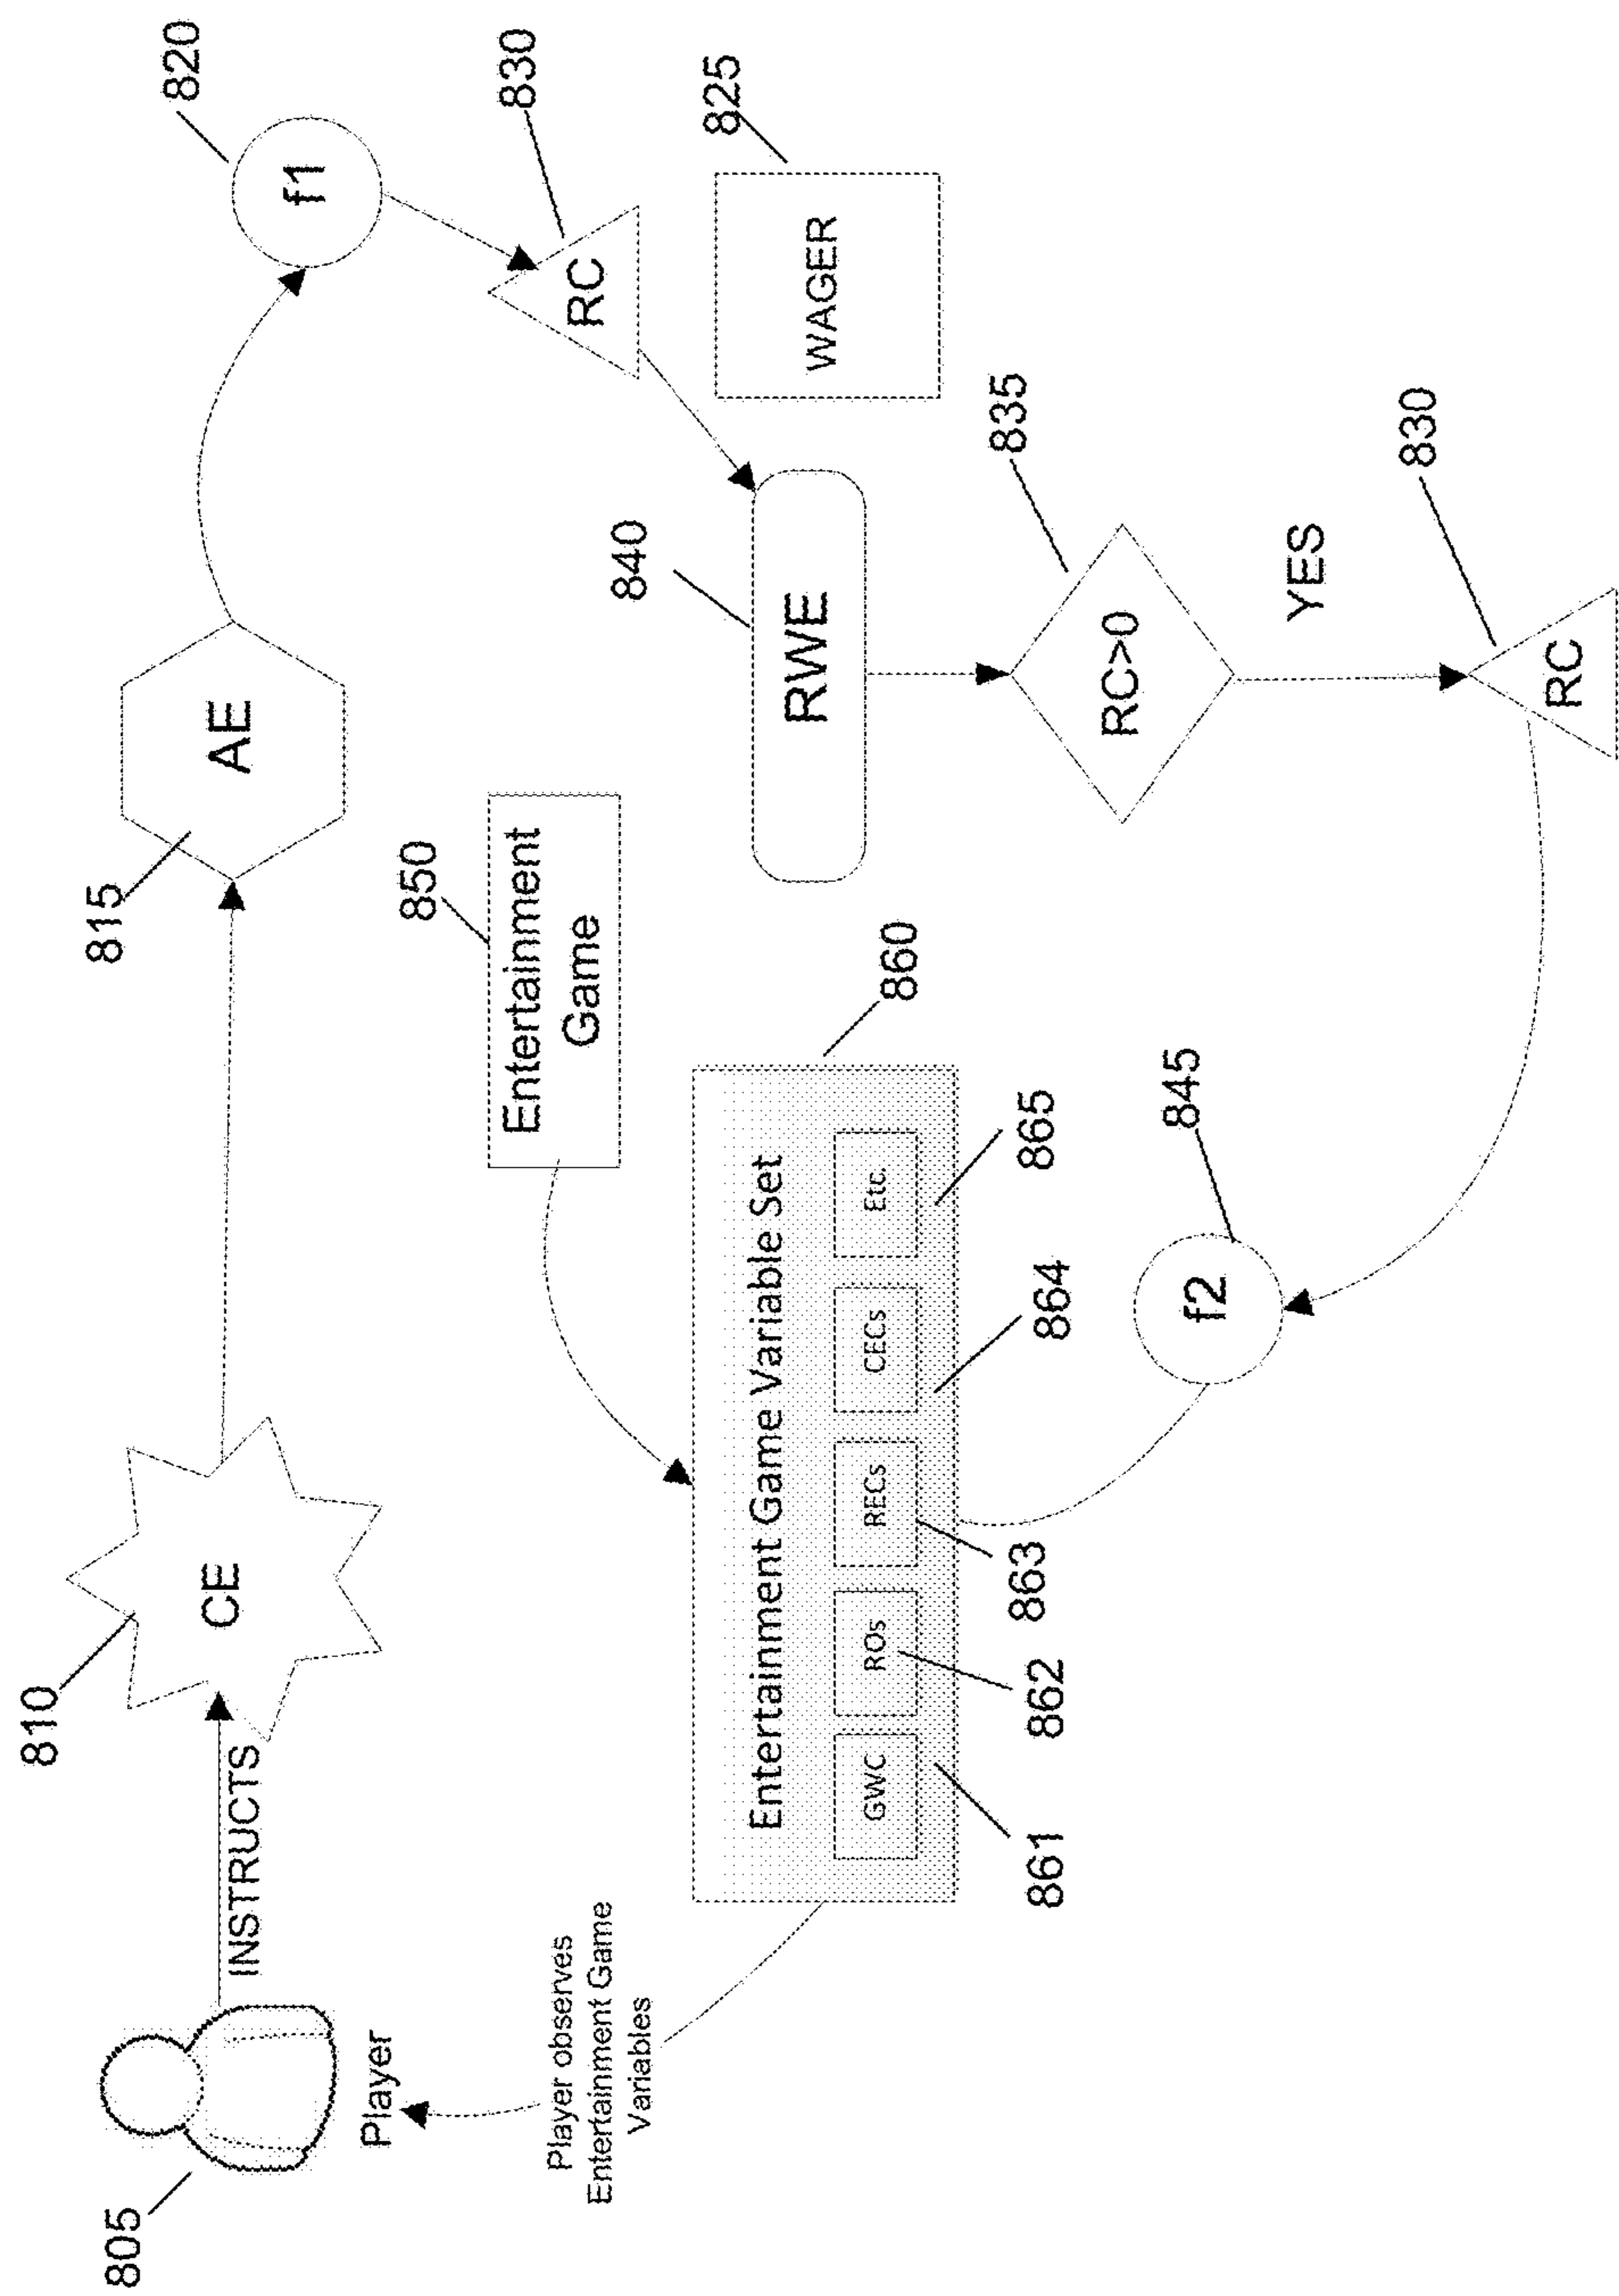 805
Player
INSTRUCTS
810
CE
815
AE
820
f1
830
RC
825
WAGER
840
RWE
835
RC>0
YES
830
RC
845
f2
850
Entertainment
Game
860
Entertainment Game Variable Set
GWC
ROs
RECs
CECs
Etc.
861
862
863
864
865
Player observes
Entertainment Game
Variables